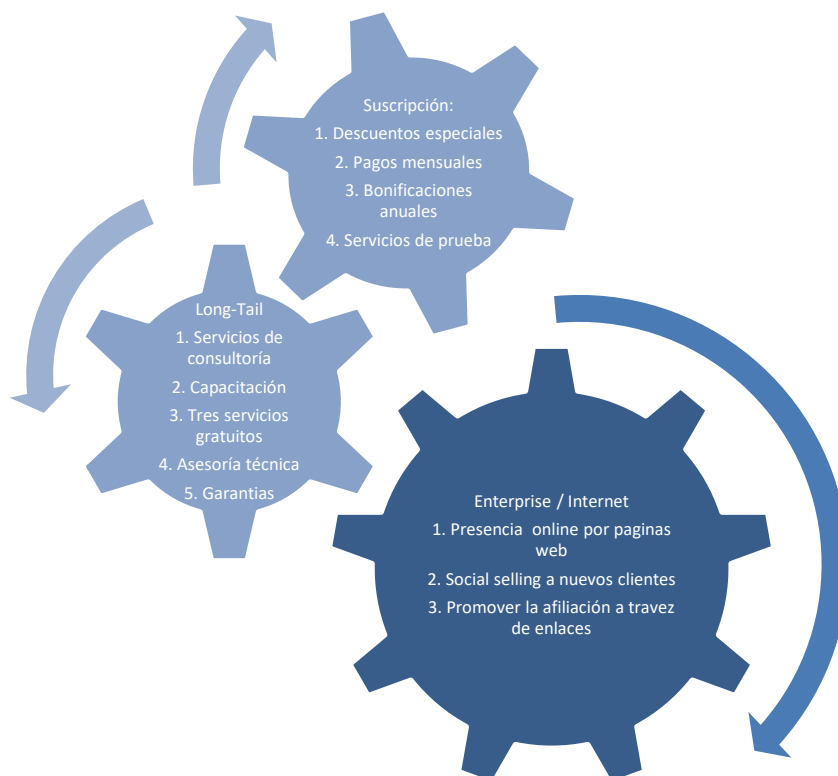 Suscripción:
1. Descuentos especiales
2. Pagos mensuales
3. Bonificaciones
anuales
4. Servicios de prueba
Long-Tail
1. Servicios de
consultoría
2. Capacitación
3. Tres servicios
gratuitos
4. Asesoría técnica
5. Garantias
Enterprise / Internet
1. Presencia online por paginas
web
2. Social selling a nuevos clientes
3. Promover la afiliación a travez
de enlaces